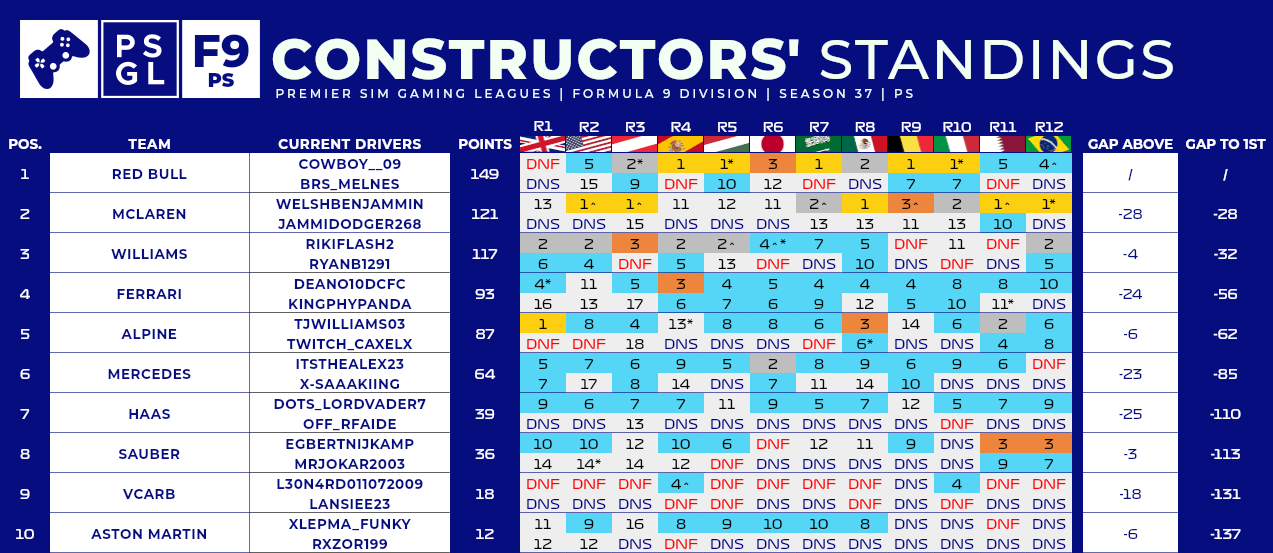 PS GL F9 PS CONSTRUCTORS' STANDINGS
PREMIER SIM GAMING LEAGUES | FORMULA 9 DIVISION | SEASON 37 | PS
POS. TEAM CURRENT DRIVERS POINTS R1 R2 R3 R4 R5 R6 R7 R8 R9 R10 R11 R12 GAP ABOVE GAP TO 1ST
COWBOY__09 DNF 5 2* 1 1* 3 1 2 1 1* 5 4^
1 RED BULL 149 / /
BRS_MELNES DNS 15 9 DNF 10 12 DNF DNS 7 7 DNF DNS
WELSHBENJAMMIN 13 1^ 1^ 11 12 11 2^ 1 3^ 2 1^ 1*
2 MCLAREN 121 -28 -28
JAMMIDODGER268 DNS DNS 15 DNS DNS DNS 13 13 11 13 10 DNS
RIKIFLASH2 2 2 3 2 2^ 4^* 7 5 DNF 11 DNF 2
3 WILLIAMS 117 -4 -32
RYANB1291 6 4 DNF 5 13 DNF DNS 10 DNS DNF DNS 5
DEANO10DCFC 4* 11 5 3 4 5 4 4 4 8 8 10
4 FERRARI 93 -24 -56
KINGPHYPANDA 16 13 17 6 7 6 9 12 5 10 11* DNS
TJWILLIAMS03 1 8 4 13* 8 8 6 3 14 6 2 6
5 ALPINE 87 -6 -62
TWITCH_CAXELX DNF DNF 18 DNS DNS DNS DNF 6* DNS DNS 4 8
ITSTHEALEX23 5 7 6 9 5 2 8 9 6 9 6 DNF
6 MERCEDES 64 -23 -85
X-SAAAKIING 7 17 8 14 DNS 7 11 14 10 DNS DNS DNS
DOTS_LORDVADER7 9 6 7 7 11 9 5 7 12 5 7 9
7 HAAS 39 -25 -110
OFF_RFAIDE DNS DNS 13 DNS DNS DNS DNS DNS DNS DNF DNS DNS
EGBERTNIJKAMP 10 10 12 10 6 DNF 12 11 9 DNS 3 3
8 SAUBER 36 -3 -113
MRJOKAR2003 14 14* 14 12 DNF DNS DNS DNS DNS DNS 9 7
L30N4RD011072009 DNF DNF DNF 4^ DNF DNF DNF DNF DNS 4 DNF DNF
9 VCARB 18 -18 -131
LANSIEE23 DNS DNS DNS DNF DNF DNS DNS DNF DNS DNF DNS DNS
XLEPMA_FUNKY 11 9 16 8 9 10 10 8 DNS DNS DNF DNS
10 ASTON MARTIN 12 -6 -137
RXZOR199 12 12 DNS DNF DNS DNS DNS DNS DNS DNS DNS DNS